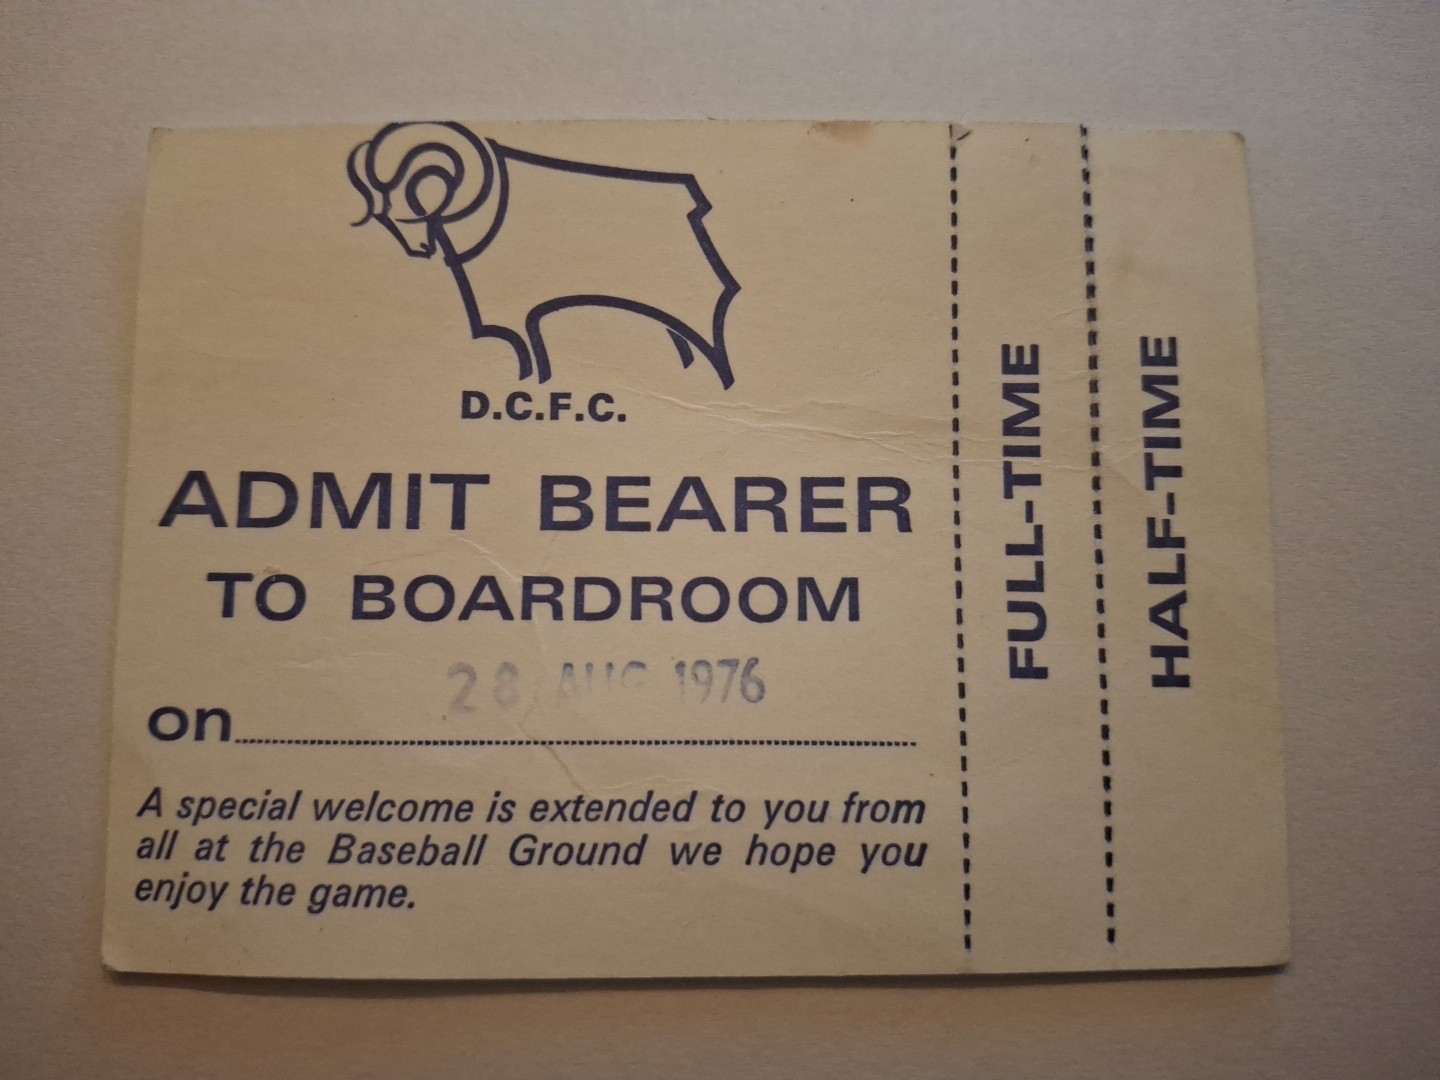 D.C.F.C.
ADMIT BEARER
TO BOARDROOM
28 AUG 1976
on
A special welcome is extended to you from
all at the Baseball Ground we hope you
enjoy the game.
FULL-TIME
HALF-TIME